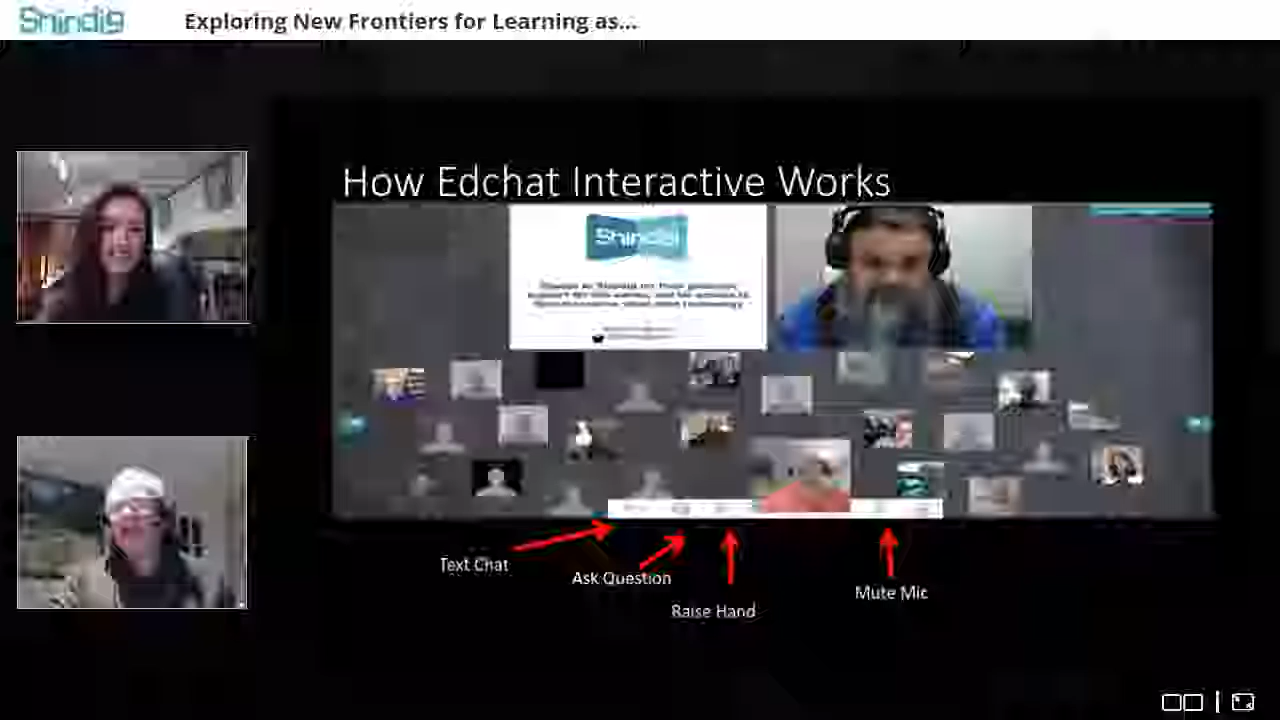 Shindig
Exploring New Frontiers for Learning as...
How Edchat Interactive Works
Shindig
Text Chat
Ask Question
Raise Hand
Mute Mic